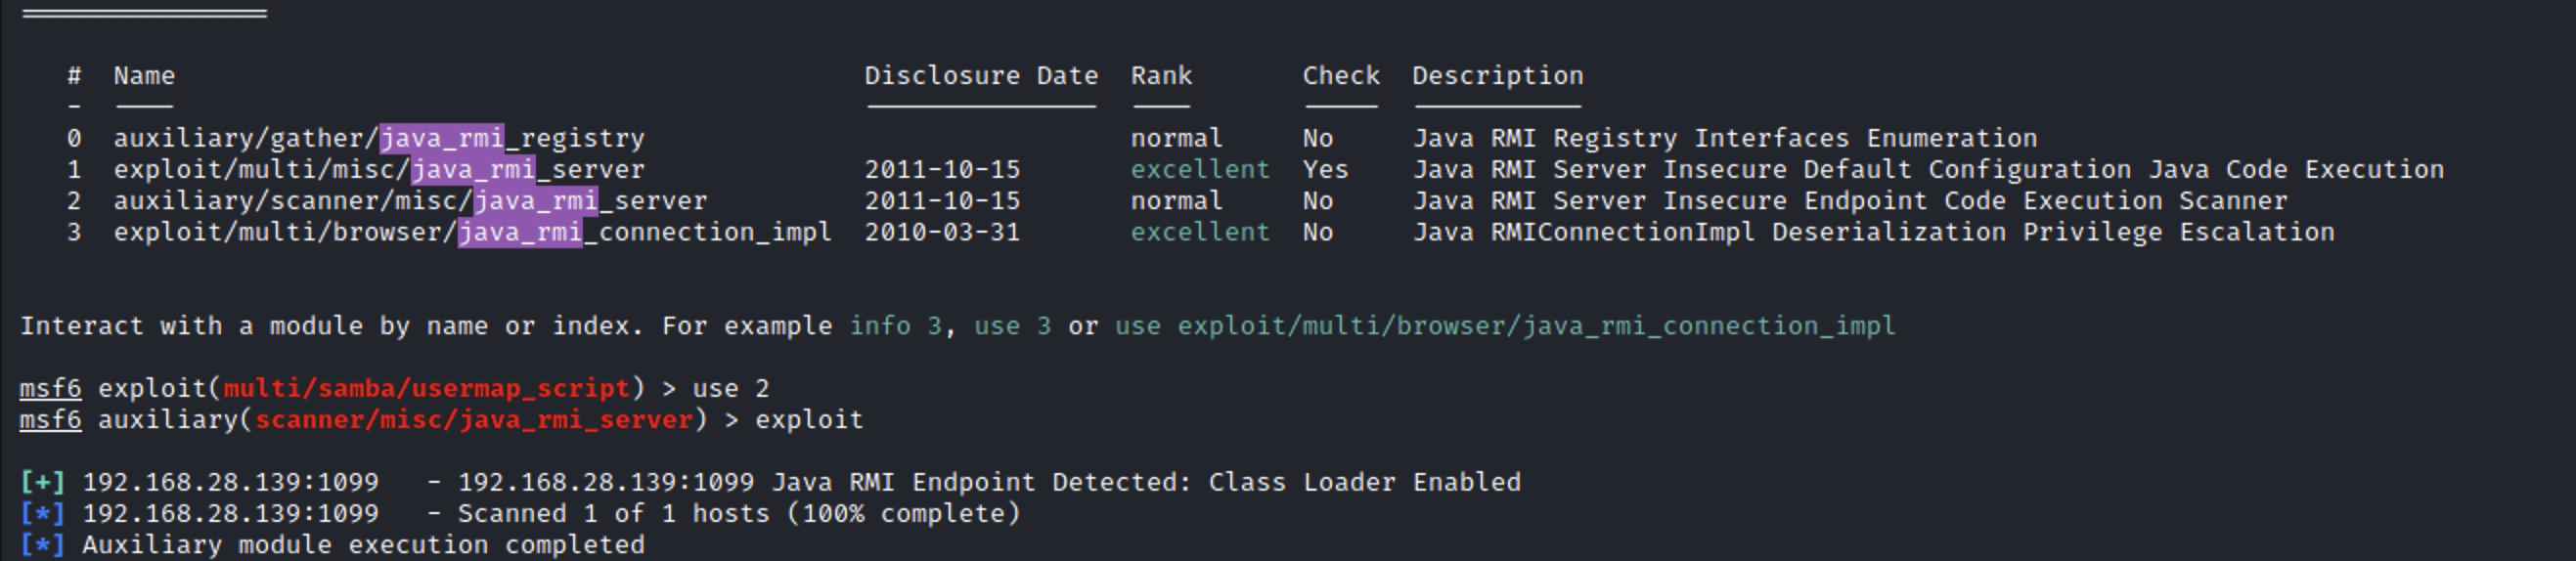 ================
#  Name                                            Disclosure Date  Rank       Check  Description
-  ----                                            ---------------  ----       -----  -----------
0  auxiliary/gather/java_rmi_registry                               normal     No     Java RMI Registry Interfaces Enumeration
1  exploit/multi/misc/java_rmi_server              2011-10-15       excellent  Yes    Java RMI Server Insecure Default Configuration Java Code Execution
2  auxiliary/scanner/misc/java_rmi_server          2011-10-15       normal     No     Java RMI Server Insecure Endpoint Code Execution Scanner
3  exploit/multi/browser/java_rmi_connection_impl  2010-03-31       excellent  No     Java RMIConnectionImpl Deserialization Privilege Escalation
Interact with a module by name or index. For example info 3, use 3 or use exploit/multi/browser/java_rmi_connection_impl
msf6 exploit(multi/samba/usermap_script) > use 2
msf6 auxiliary(scanner/misc/java_rmi_server) > exploit
[+] 192.168.28.139:1099   - 192.168.28.139:1099 Java RMI Endpoint Detected: Class Loader Enabled
[*] 192.168.28.139:1099   - Scanned 1 of 1 hosts (100% complete)
[*] Auxiliary module execution completed